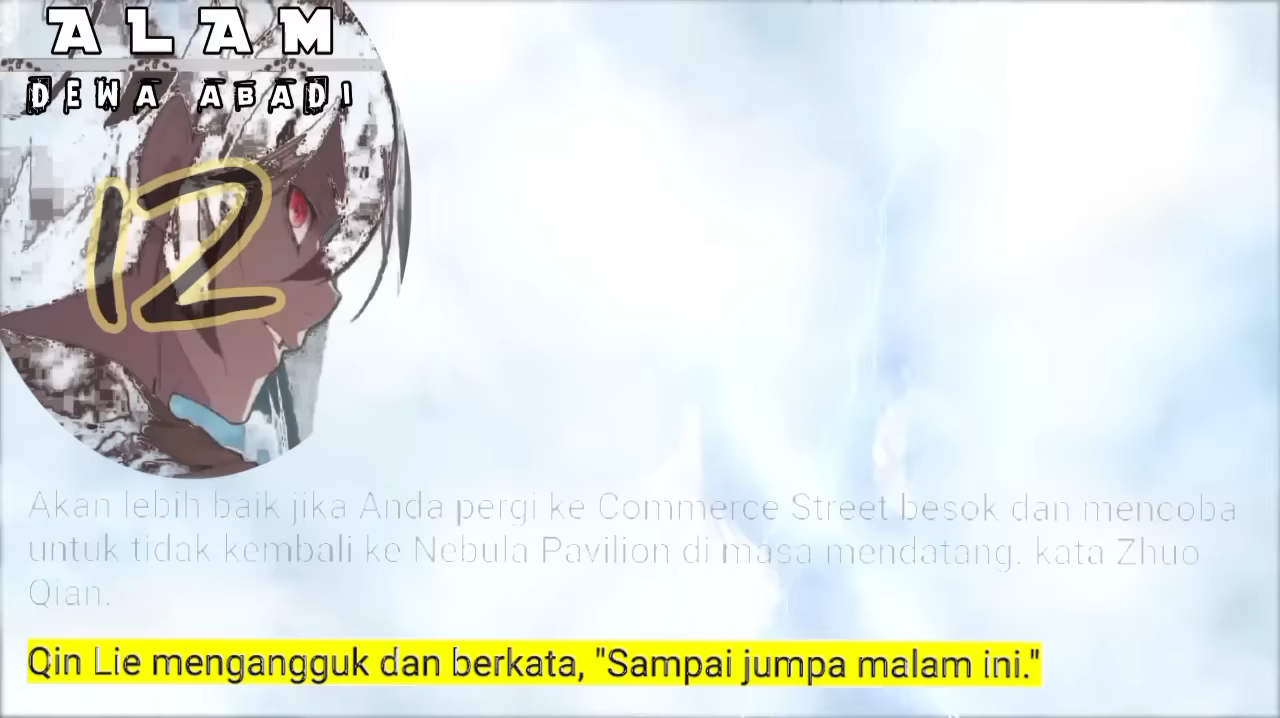 ALAM
DEWA ABADI
12
Akan lebih baik jika Anda pergi ke Commerce Street besok dan mencoba
untuk tidak kembali ke Nebula Pavilion di masa mendatang. kata Zhuo
Qian.
Qin Lie mengangguk dan berkata, "Sampai jumpa malam ini."